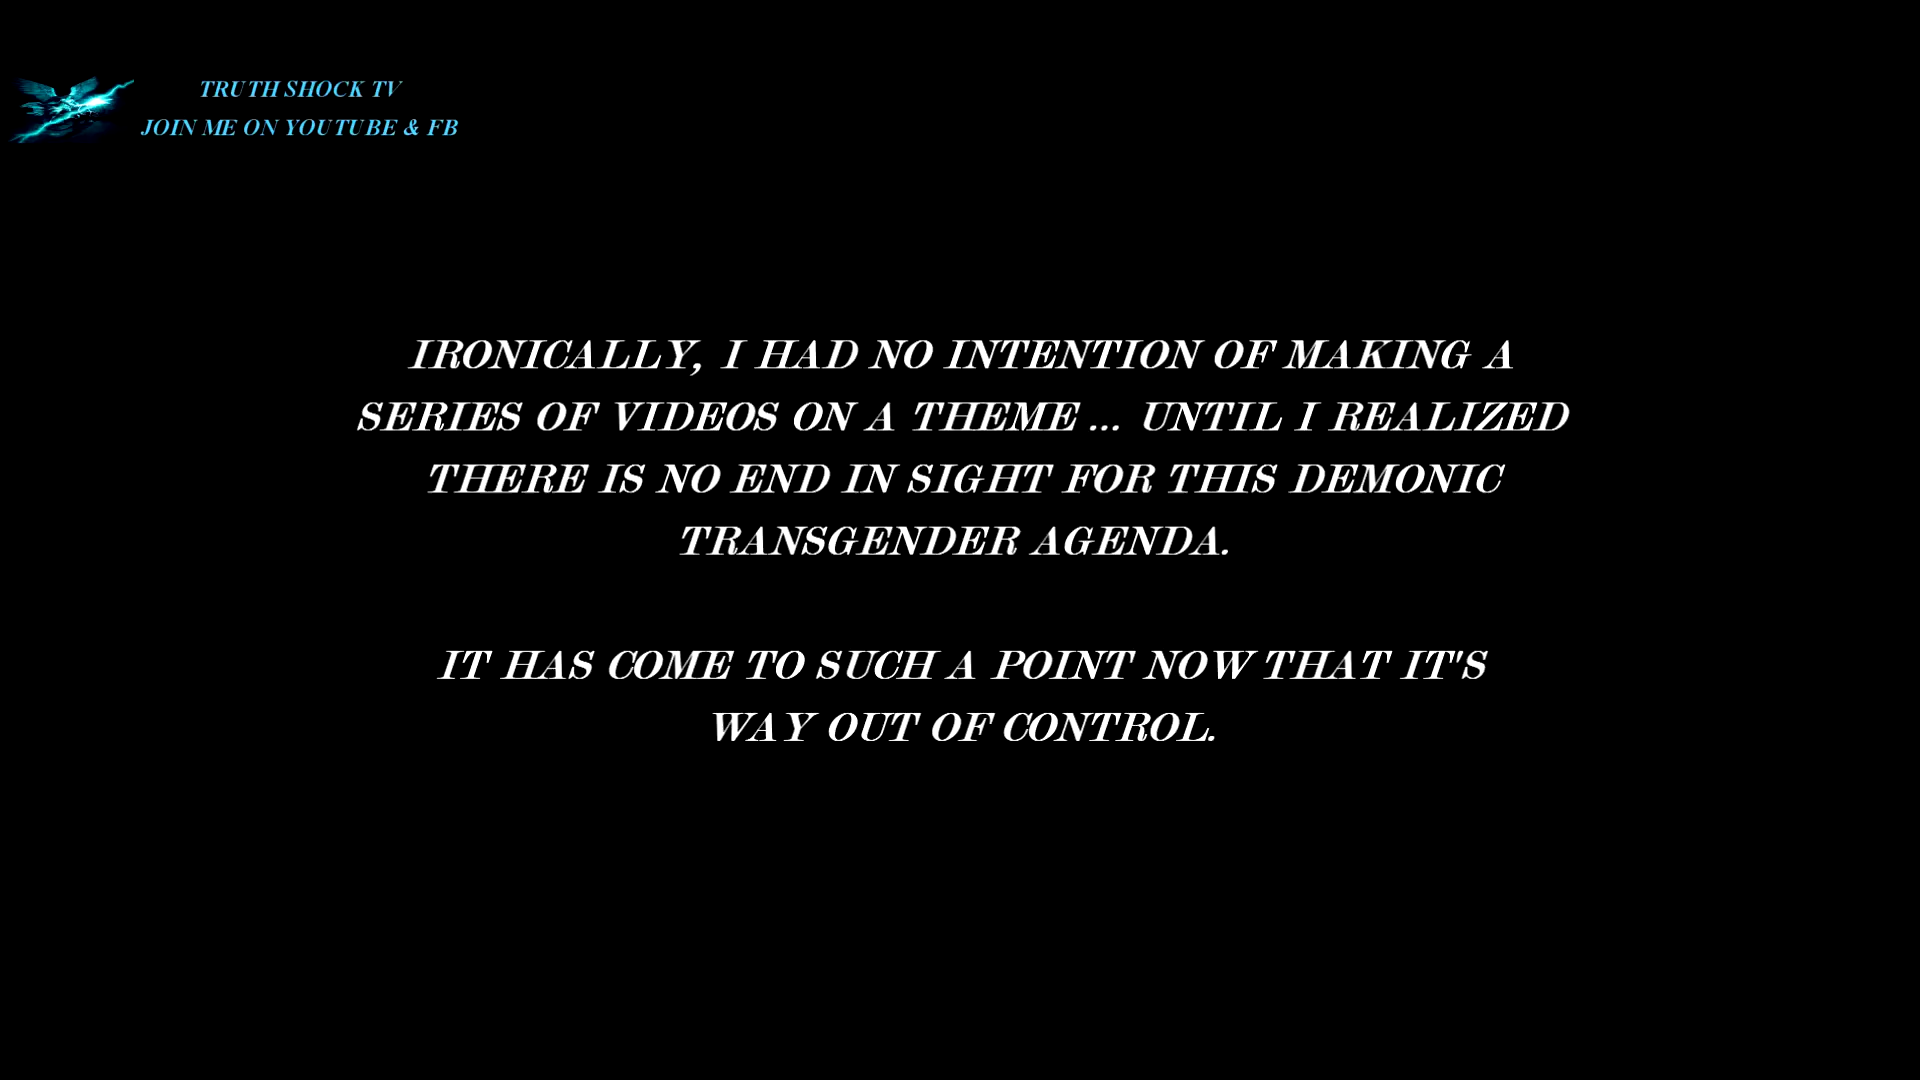 TRUTH SHOCK TV
JOIN ME ON YOUTUBE & FB
IRONICALLY, I HAD NO INTENTION OF MAKING A
SERIES OF VIDEOS ON A THEME ... UNTIL I REALIZED
THERE IS NO END IN SIGHT FOR THIS DEMONIC
TRANSGENDER AGENDA.
IT HAS COME TO SUCH A POINT NOW THAT IT'S
WAY OUT OF CONTROL.